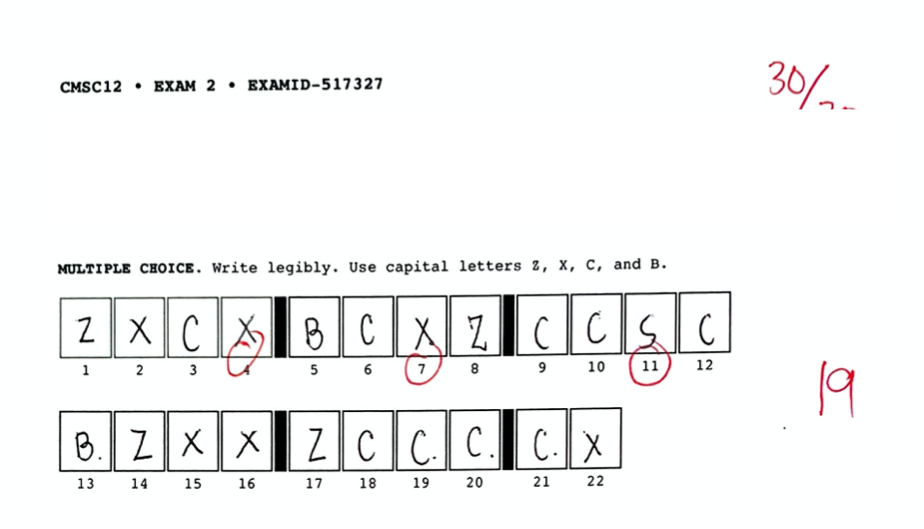 CMSC12 • EXAM 2 • EXAMID-517327
30/
MULTIPLE CHOICE. Write legibly. Use capital letters Z, X, C, and B.
Z X C X B C X Z C C S C
1 2 3 4 5 6 7 8 9 10 11 12
19
B. Z X X Z C C. C. C. X
13 14 15 16 17 18 19 20 21 22